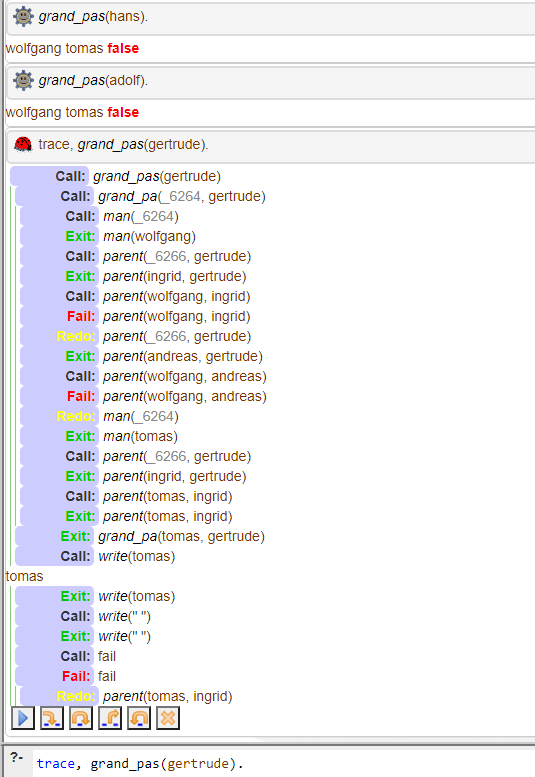 grand_pas(hans).
wolfgang tomas false
grand_pas(adolf).
wolfgang tomas false
trace, grand_pas(gertrude).
Call: grand_pas(gertrude)
Call: grand_pa(_6264, gertrude)
Call: man(_6264)
Exit: man(wolfgang)
Call: parent(_6266, gertrude)
Exit: parent(ingrid, gertrude)
Call: parent(wolfgang, ingrid)
Fail: parent(wolfgang, ingrid)
Redo: parent(_6266, gertrude)
Exit: parent(andreas, gertrude)
Call: parent(wolfgang, andreas)
Fail: parent(wolfgang, andreas)
Redo: man(_6264)
Exit: man(tomas)
Call: parent(_6266, gertrude)
Exit: parent(ingrid, gertrude)
Call: parent(tomas, ingrid)
Exit: parent(tomas, ingrid)
Exit: grand_pa(tomas, gertrude)
Call: write(tomas)
tomas
Exit: write(tomas)
Call: write(" ")
Exit: write(" ")
Call: fail
Fail: fail
Redo: parent(tomas, ingrid)
?- trace, grand_pas(gertrude).